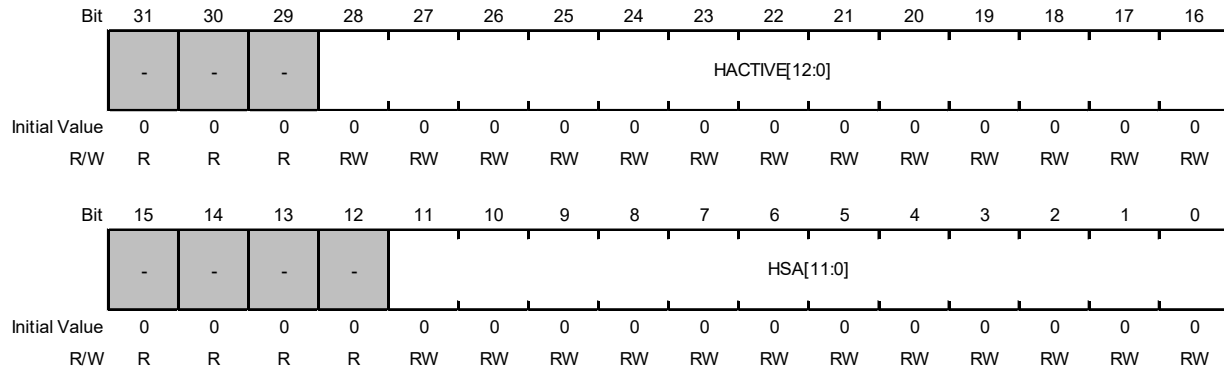 Bit 31 30 29 28 27 26 25 24 23 22 21 20 19 18 17 16
- - - HACTIVE[12:0]
Initial Value 0 0 0 0 0 0 0 0 0 0 0 0 0 0 0 0
R/W R R R RW RW RW RW RW RW RW RW RW RW RW RW RW
Bit 15 14 13 12 11 10 9 8 7 6 5 4 3 2 1 0
- - - - HSA[11:0]
Initial Value 0 0 0 0 0 0 0 0 0 0 0 0 0 0 0 0
R/W R R R R RW RW RW RW RW RW RW RW RW RW RW RW